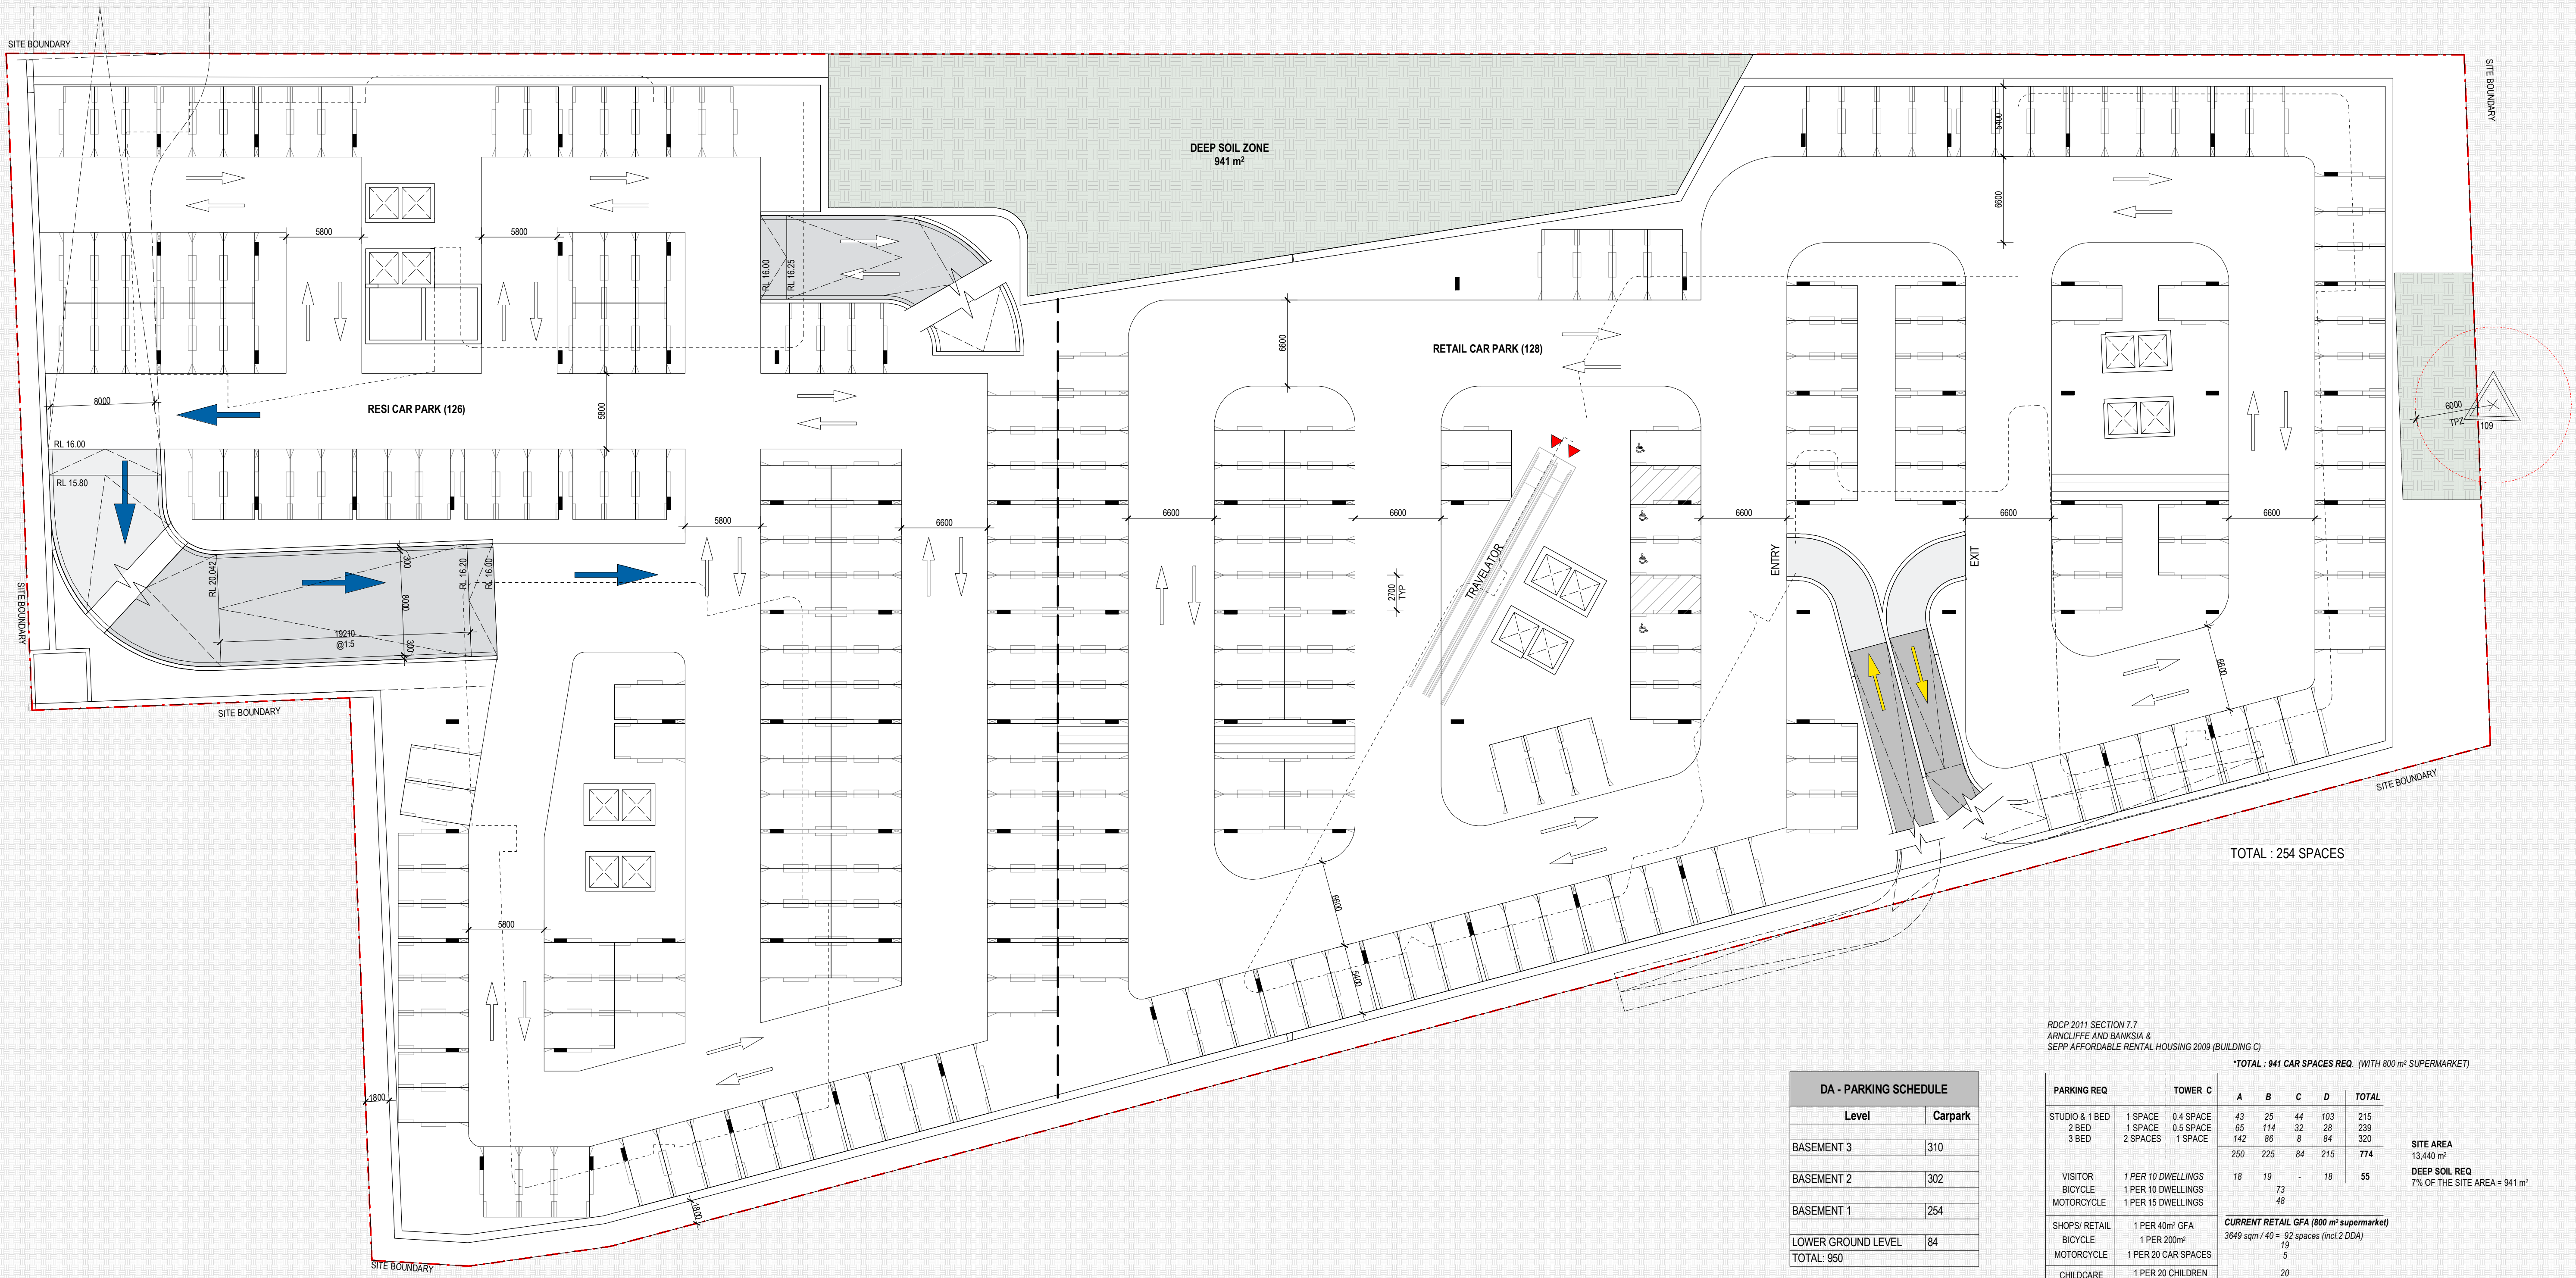 SITE BOUNDARY
SITE BOUNDARY
DEEP SOIL ZONE
941 m²
5400
6600
5800
5800
RL 16.00
RL 16.25
6600
RETAIL CAR PARK (128)
8000
RESI CAR PARK (126)
5800
6000
TPZ
109
RL 16.00
RL 15.80
5800
6600
6600
6600
6600
6600
6600
ENTRY
EXIT
TRAVELATOR
2700
TYP
RL 20.042
300
8000
300
RL 16.20
RL 16.00
19210
@1:5
SITE BOUNDARY
SITE BOUNDARY
6600
SITE BOUNDARY
TOTAL : 254 SPACES
6600
5400
5800
1800
1800
SITE BOUNDARY
RDCP 2011 SECTION 7.7
ARNCLIFFE AND BANKSIA &
SEPP AFFORDABLE RENTAL HOUSING 2009 (BUILDING C)
*TOTAL : 941 CAR SPACES REQ. (WITH 800 m² SUPERMARKET)
DA - PARKING SCHEDULE
Level Carpark
BASEMENT 3 310
BASEMENT 2 302
BASEMENT 1 254
LOWER GROUND LEVEL 84
TOTAL: 950
PARKING REQ TOWER C A B C D TOTAL
STUDIO & 1 BED 1 SPACE 0.4 SPACE 43 25 44 103 215
2 BED 1 SPACE 0.5 SPACE 65 114 32 28 239
3 BED 2 SPACES 1 SPACE 142 86 8 84 320
250 225 84 215 774
VISITOR 1 PER 10 DWELLINGS 18 19 - 18 55
BICYCLE 1 PER 10 DWELLINGS 73
MOTORCYCLE 1 PER 15 DWELLINGS 48
SHOPS/ RETAIL 1 PER 40m² GFA CURRENT RETAIL GFA (800 m² supermarket)
3649 sqm / 40 = 92 spaces (incl.2 DDA)
BICYCLE 1 PER 200m² 19
MOTORCYCLE 1 PER 20 CAR SPACES 5
CHILDCARE 1 PER 20 CHILDREN 20
SITE AREA
13,440 m²
DEEP SOIL REQ
7% OF THE SITE AREA = 941 m²